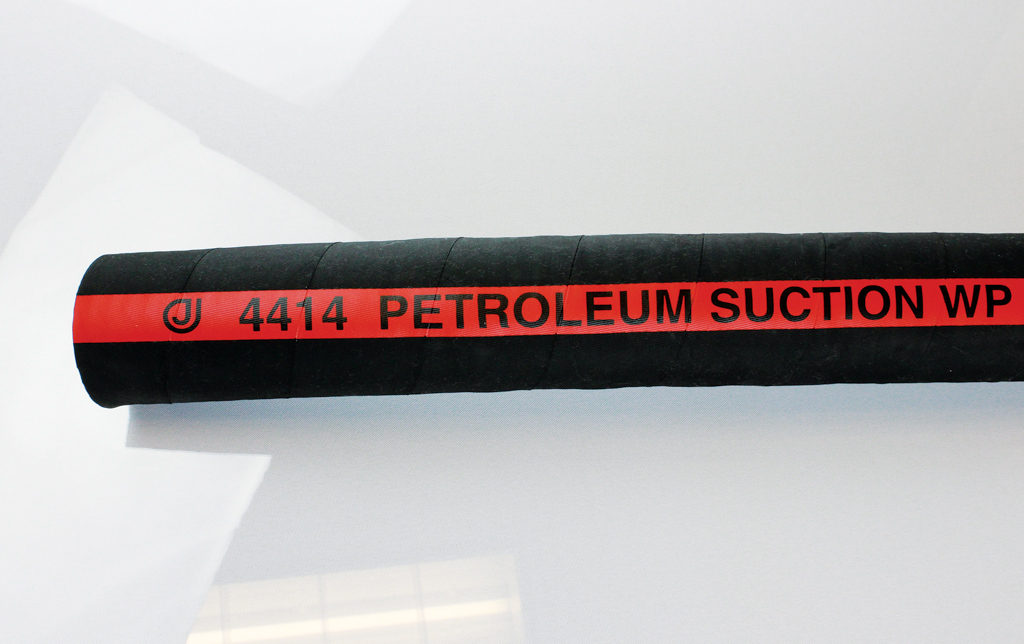 4414 PETROLEUM SUCTION WP